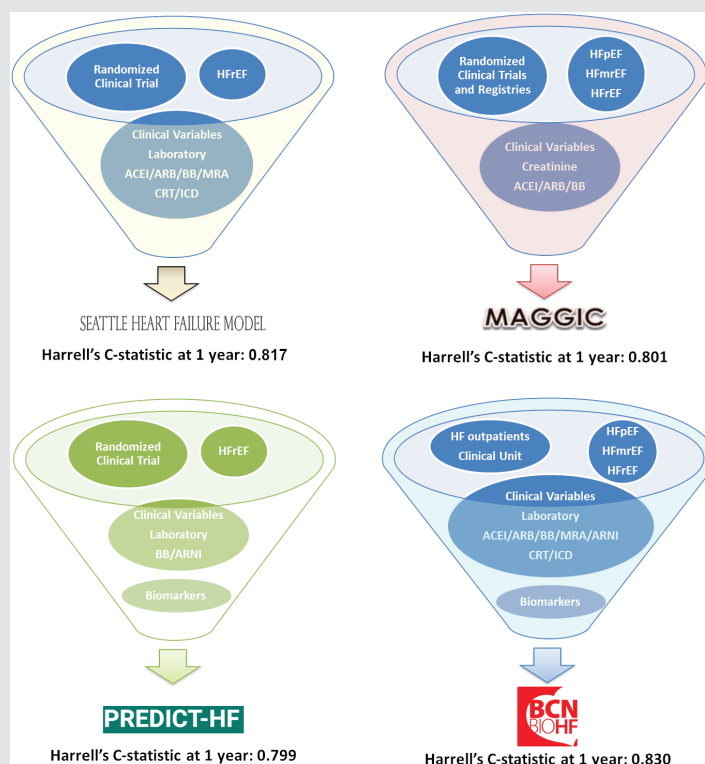 Randomized
Clinical Trial
HFrEF
Clinical Variables
Laboratory
ACEI/ARB/BB/MRA
CRT/ICD
SEATTLE HEART FAILURE MODEL
Harrell's C-statistic at 1 year: 0.817
Randomized
Clinical Trials
and Registries
HFpEF
HFmrEF
HFrEF
Clinical Variables
Creatinine
ACEI/ARB/BB
MAGGIC
Harrell's C-statistic at 1 year: 0.801
Randomized
Clinical Trial
HFrEF
Clinical Variables
Laboratory
BB/ARNI
Biomarkers
PREDICT-HF
Harrell's C-statistic at 1 year: 0.799
HF outpatients
Clinical Unit
HFpEF
HFmrEF
HFrEF
Clinical Variables
Laboratory
ACEI/ARB/BB/MRA/ARNI
CRT/ICD
Biomarkers
BCN
BIOHF
Harrell's C-statistic at 1 year: 0.830